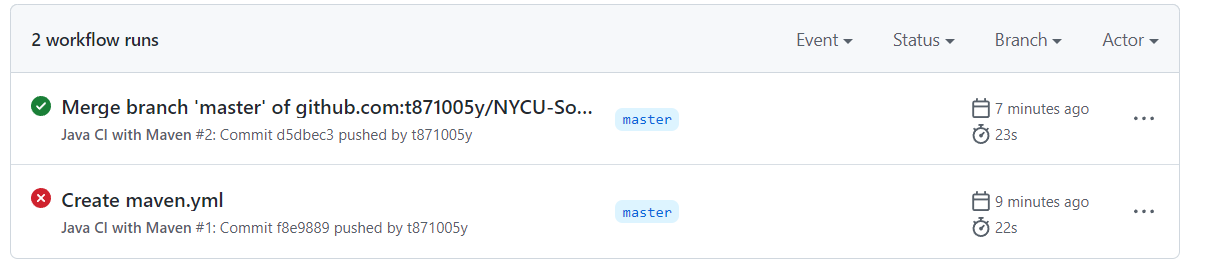 2 workflow runs Event Status Branch Actor
Merge branch 'master' of github.com:t871005y/NYCU-So...
master
7 minutes ago
Java CI with Maven #2: Commit d5dbec3 pushed by t871005y
23s
Create maven.yml
master
9 minutes ago
Java CI with Maven #1: Commit f8e9889 pushed by t871005y
22s